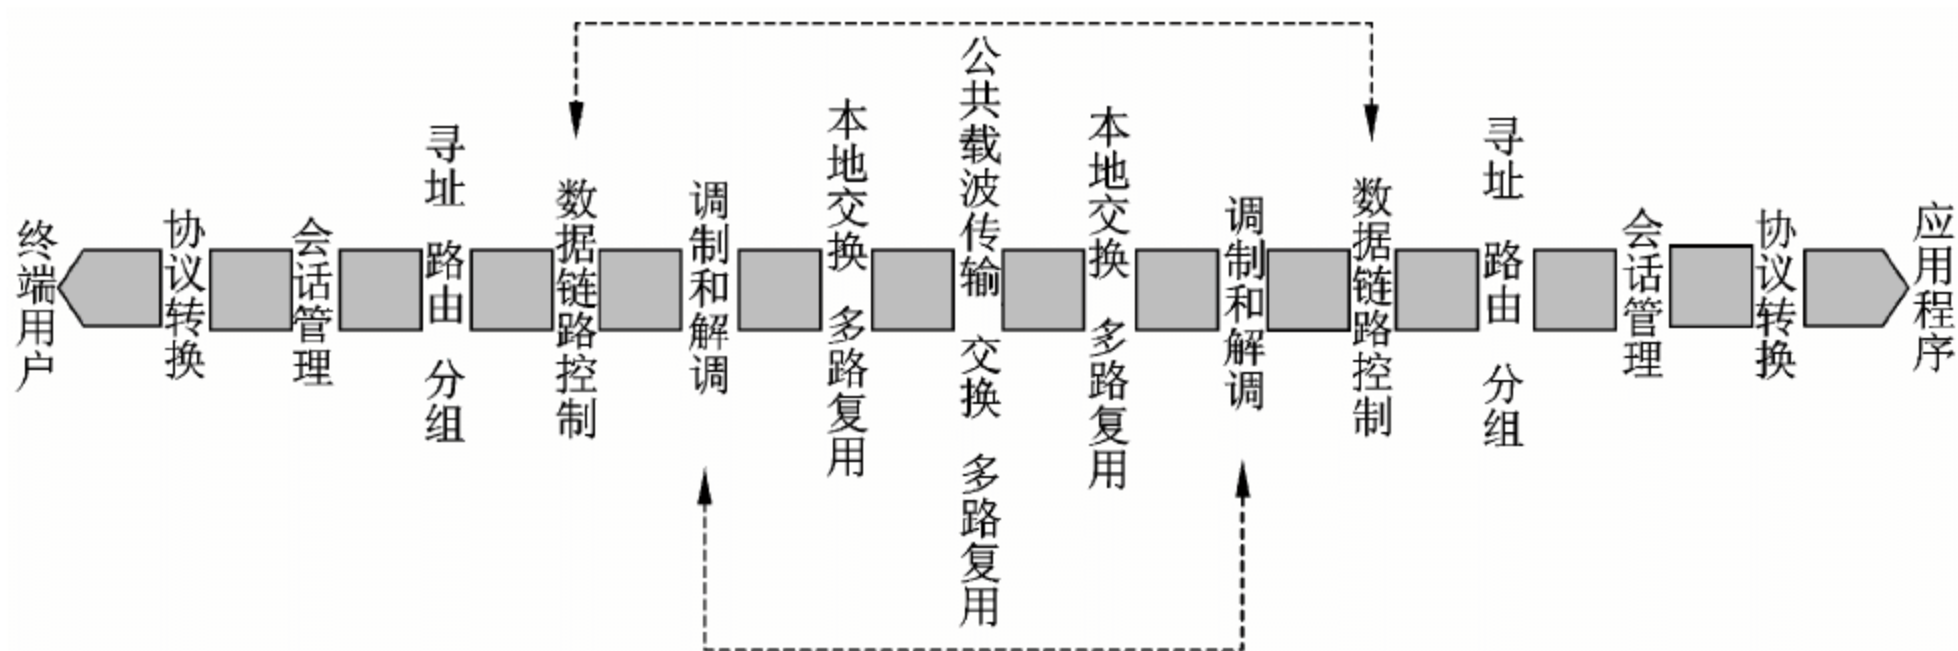 终端用户
协议转换
会话管理
寻址 路由 分组
数据链路控制
调制和解调
本地交换 多路复用
公共载波传输 交换 多路复用
本地交换 多路复用
调制和解调
数据链路控制
寻址 路由 分组
会话管理
协议转换
应用程序